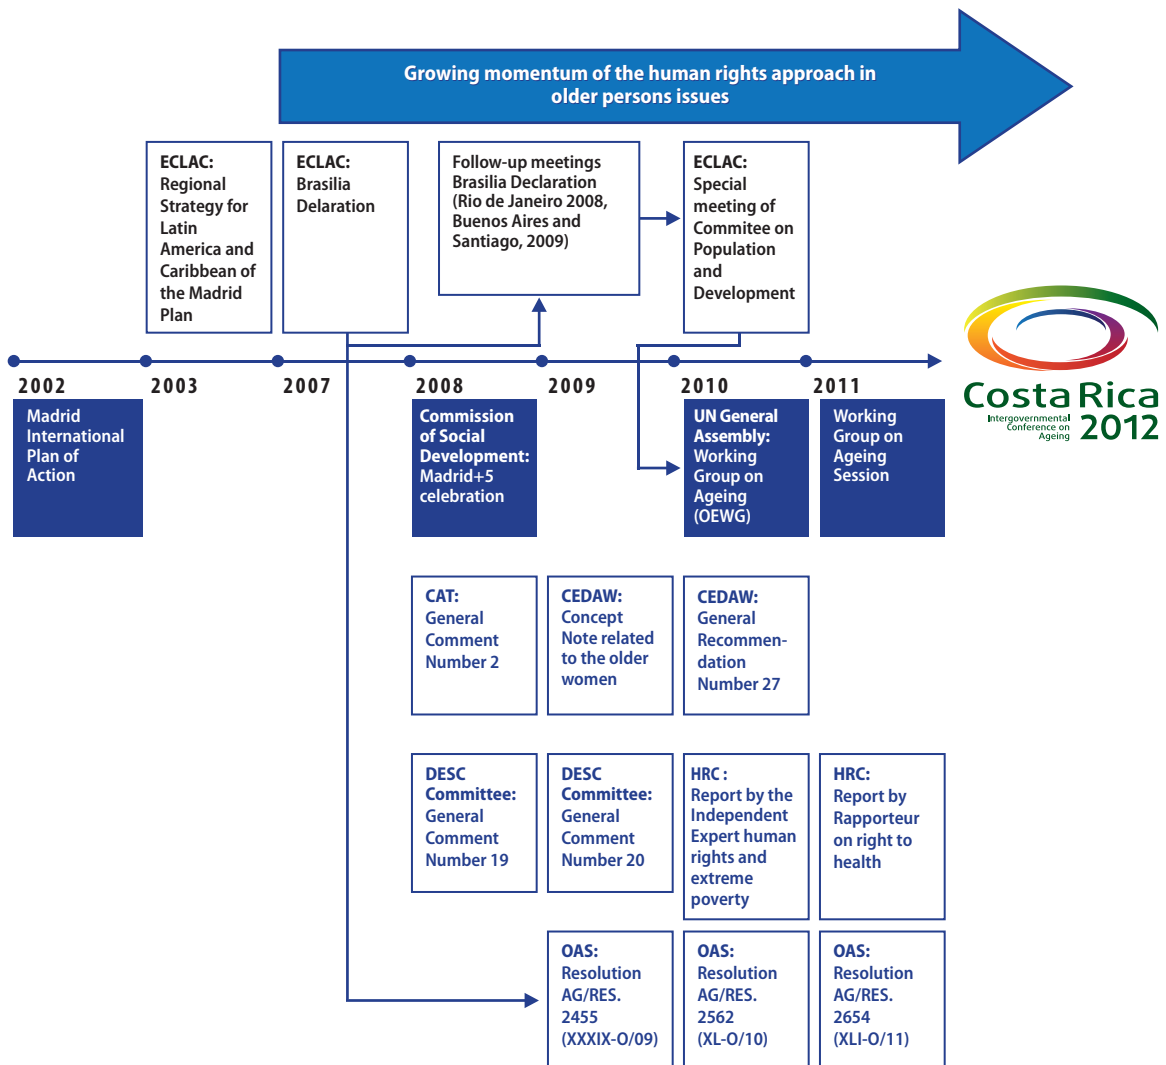 Growing momentum of the human rights approach in
older persons issues
ECLAC:
Regional
Strategy for
Latin
America and
Caribbean of
the Madrid
Plan
ECLAC:
Brasilia
Delaration
Follow-up meetings
Brasilia Declaration
(Rio de Janeiro 2008,
Buenos Aires and
Santiago, 2009)
ECLAC:
Special
meeting of
Commitee on
Population
and
Development
2002
2003
2007
2008
2009
2010
2011
Costa Rica
Intergovernmental
Conference on
Ageing
2012
Madrid
International
Plan of
Action
Commission
of Social
Development:
Madrid+5
celebration
UN General
Assembly:
Working
Group on
Ageing
(OEWG)
Working
Group on
Ageing
Session
CAT:
General
Comment
Number 2
CEDAW:
Concept
Note related
to the older
women
CEDAW:
General
Recommen-
dation
Number 27
DESC
Committee:
General
Comment
Number 19
DESC
Committee:
General
Comment
Number 20
HRC :
Report by the
Independent
Expert human
rights and
extreme
poverty
HRC:
Report by
Rapporteur
on right to
health
OAS:
Resolution
AG/RES.
2455
(XXXIX-O/09)
OAS:
Resolution
AG/RES.
2562
(XL-O/10)
OAS:
Resolution
AG/RES.
2654
(XLI-O/11)